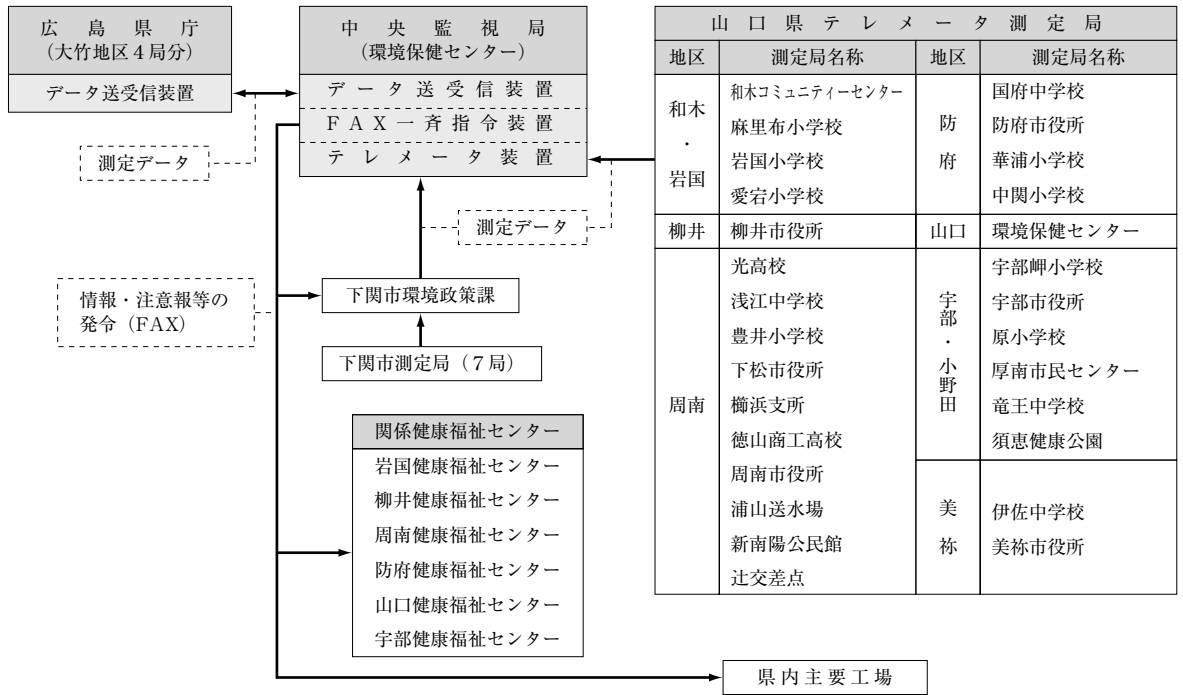 広島県庁
(大竹地区4局分)
データ送受信装置
測定データ
中央監視局
(環境保健センター)
データ送受信装置
FAX一斉指令装置
テレメータ装置
測定データ
情報・注意報等の
発令(FAX)
下関市環境政策課
下関市測定局(7局)
関係健康福祉センター
岩国健康福祉センター
柳井健康福祉センター
周南健康福祉センター
防府健康福祉センター
山口健康福祉センター
宇部健康福祉センター
県内主要工場
山口県テレメータ測定局
地区 測定局名称 地区 測定局名称
和木・岩国
和木コミュニティーセンター
麻里布小学校
岩国小学校
愛宕小学校
柳井 柳井市役所
周南
光高校
浅江中学校
豊井小学校
下松市役所
櫛浜支所
徳山商工高校
周南市役所
浦山送水場
新南陽公民館
辻交差点
防府
国府中学校
防府市役所
華浦小学校
中関小学校
山口 環境保健センター
宇部・小野田
宇部岬小学校
宇部市役所
原小学校
厚南市民センター
竜王中学校
須恵健康公園
美祢
伊佐中学校
美祢市役所